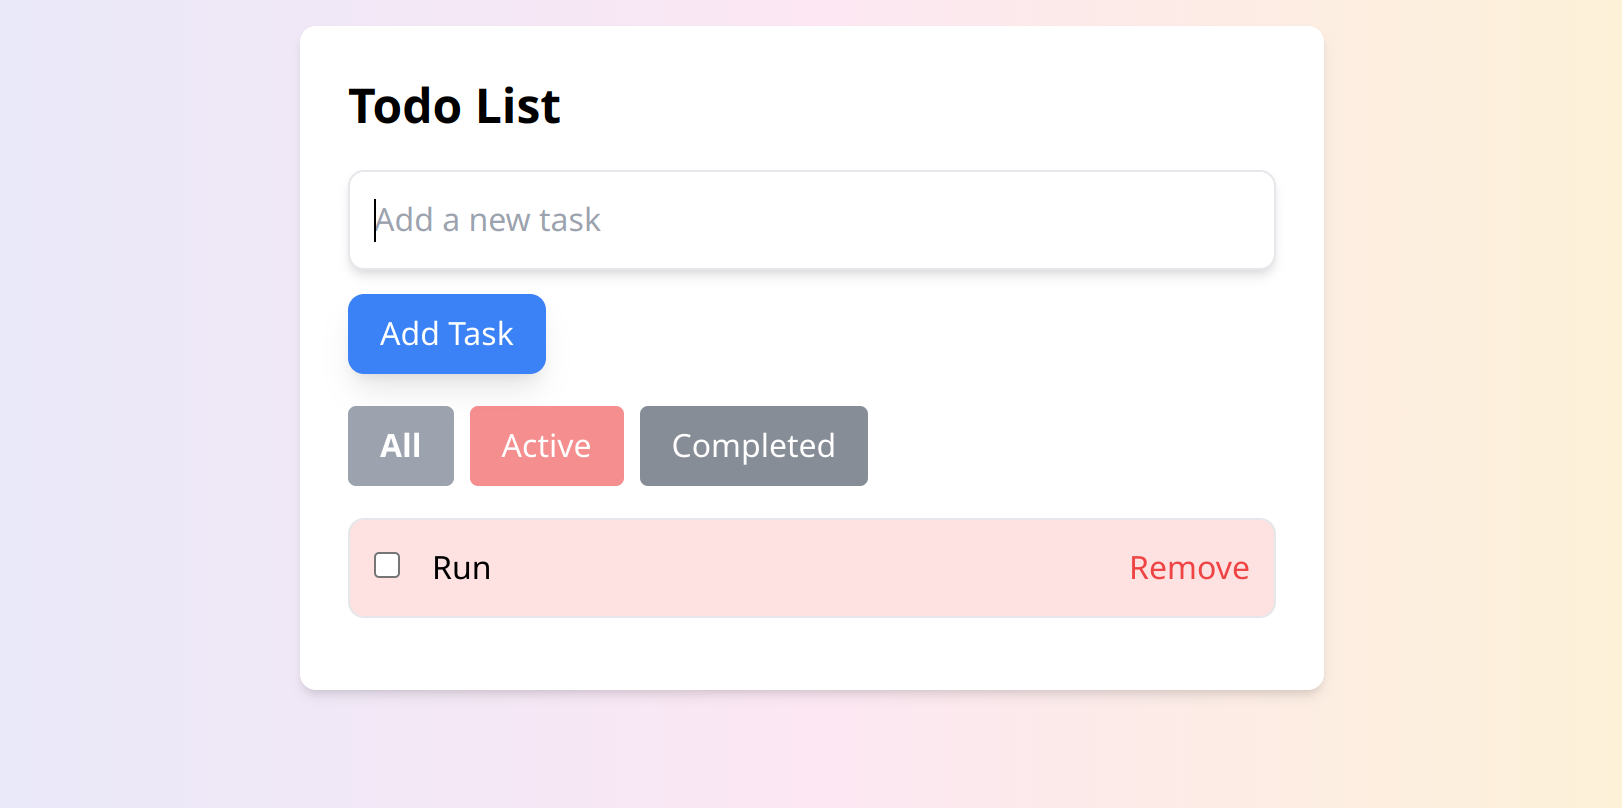 Todo List
Add a new task
Add Task
All Active Completed
Run Remove